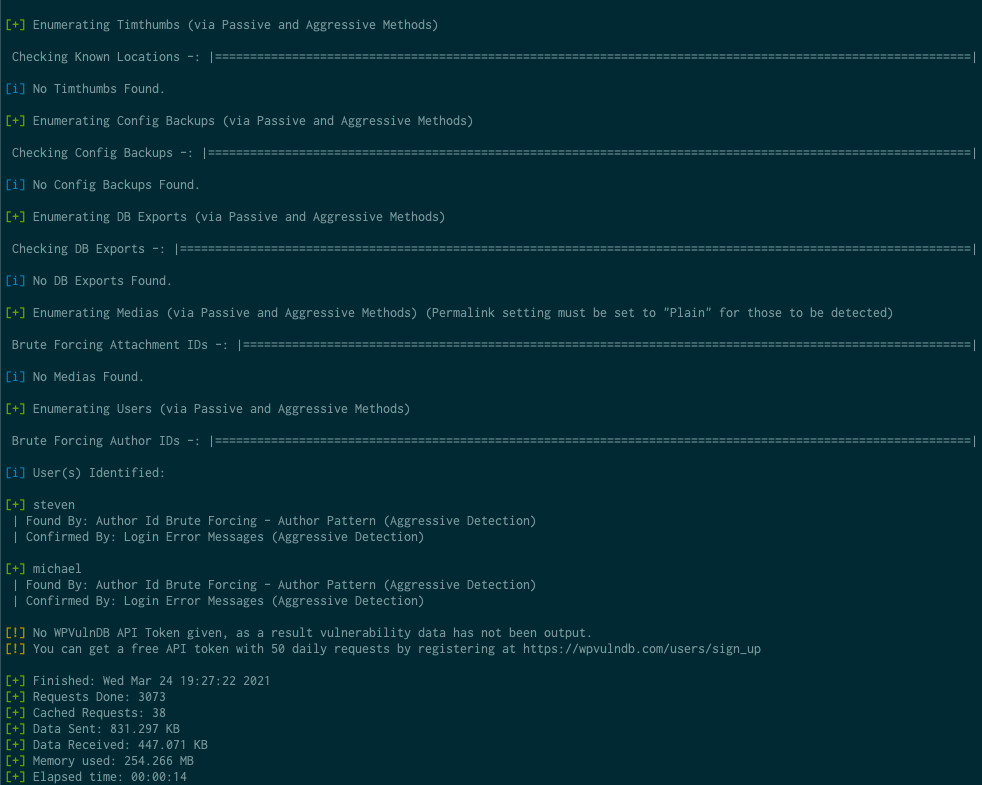 [+] Enumerating Timthumbs (via Passive and Aggressive Methods)
Checking Known Locations -: |============================================================================================================|
[i] No Timthumbs Found.
[+] Enumerating Config Backups (via Passive and Aggressive Methods)
Checking Config Backups -: |=============================================================================================================|
[i] No Config Backups Found.
[+] Enumerating DB Exports (via Passive and Aggressive Methods)
Checking DB Exports -: |=================================================================================================================|
[i] No DB Exports Found.
[+] Enumerating Medias (via Passive and Aggressive Methods) (Permalink setting must be set to "Plain" for those to be detected)
Brute Forcing Attachment IDs -: |========================================================================================================|
[i] No Medias Found.
[+] Enumerating Users (via Passive and Aggressive Methods)
Brute Forcing Author IDs -: |============================================================================================================|
[i] User(s) Identified:
[+] steven
| Found By: Author Id Brute Forcing - Author Pattern (Aggressive Detection)
| Confirmed By: Login Error Messages (Aggressive Detection)
[+] michael
| Found By: Author Id Brute Forcing - Author Pattern (Aggressive Detection)
| Confirmed By: Login Error Messages (Aggressive Detection)
[!] No WPVulnDB API Token given, as a result vulnerability data has not been output.
[!] You can get a free API token with 50 daily requests by registering at https://wpvulndb.com/users/sign_up
[+] Finished: Wed Mar 24 19:27:22 2021
[+] Requests Done: 3073
[+] Cached Requests: 38
[+] Data Sent: 831.297 KB
[+] Data Received: 447.071 KB
[+] Memory used: 254.266 MB
[+] Elapsed time: 00:00:14